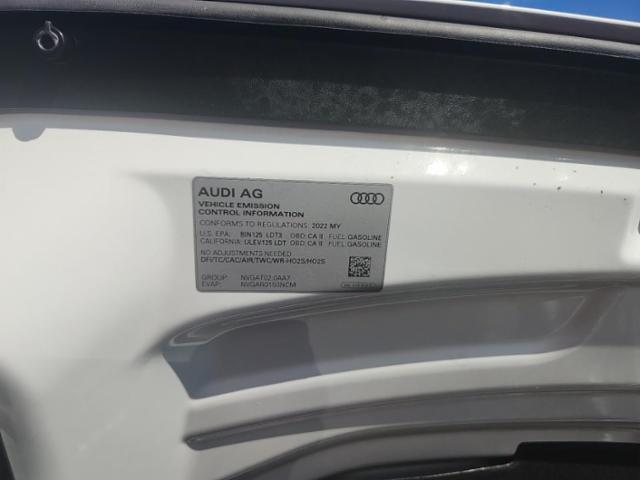 AUDI AG
VEHICLE EMISSION
CONTROL INFORMATION
CONFORMS TO REGULATIONS: 2022 MY
U.S. EPA: BIN125 LDT3 OBD: CA II FUEL: GASOLINE
CALIFORNIA: ULEV125 LDT OBD: CA II FUEL: GASOLINE
NO ADJUSTMENTS NEEDED
DFI/TC/CAC/AIR/TWC/WR-HO2S/HO2S
GROUP: NVGAT02.0AA7
EVAP: NVGAR0150NCM